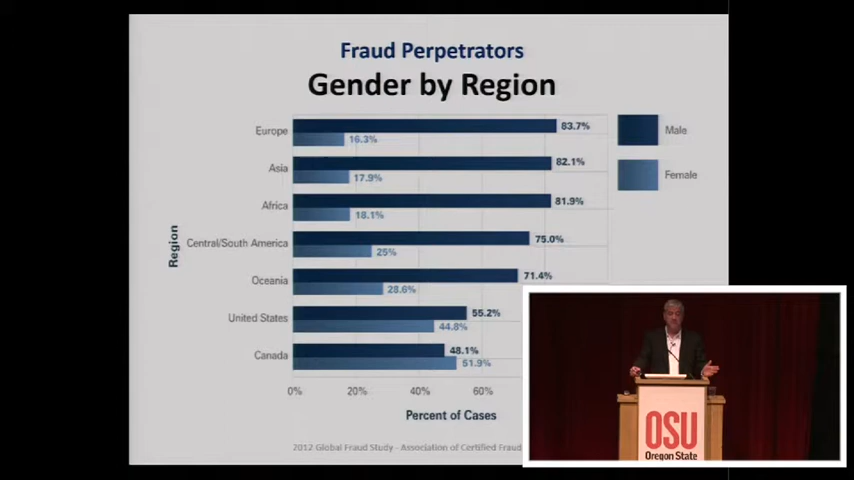 Fraud Perpetrators
Gender by Region
Europe
83.7%
16.3%
Male
Asia
82.1%
17.9%
Female
Africa
81.9%
18.1%
Region
Central/South America
75.0%
25%
Oceania
71.4%
28.6%
United States
55.2%
44.8%
Canada
48.1%
51.9%
0%
20%
40%
60%
Percent of Cases
2012 Global Fraud Study - Association of Certified Fraud
OSU
Oregon State